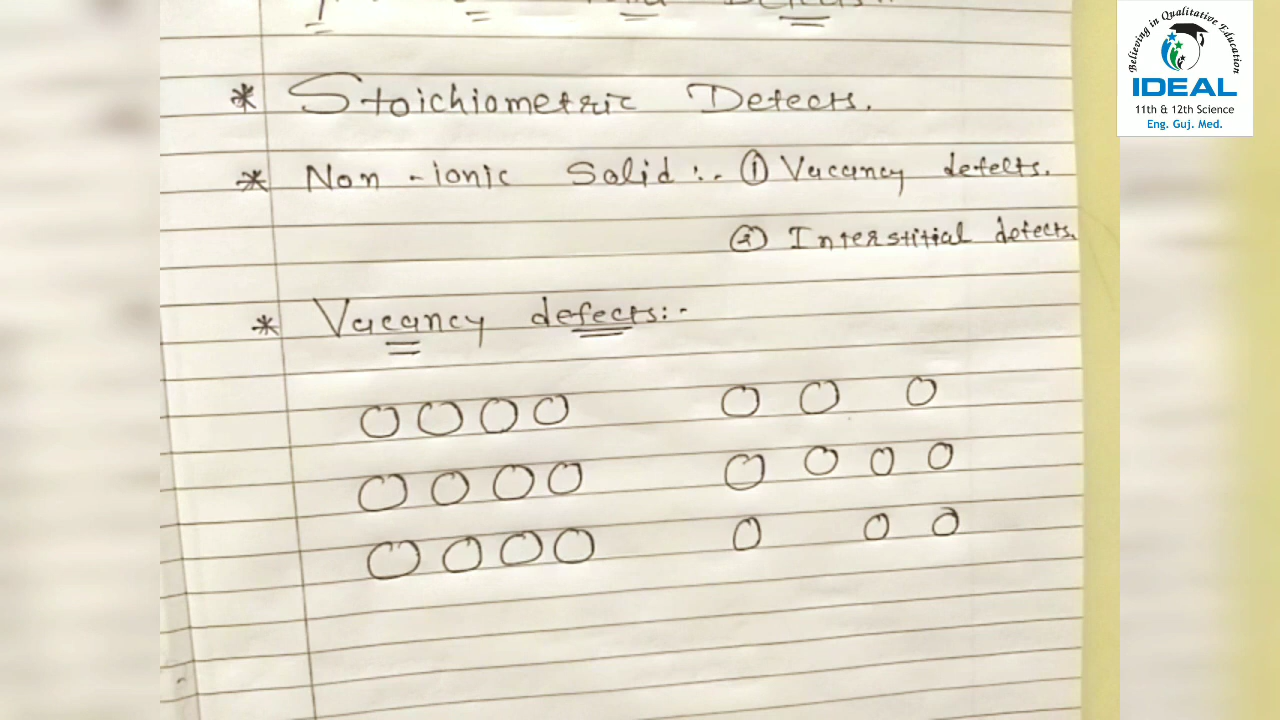 * Stoichiometric Defects.
* Non-ionic Solid :- ① Vacancy defects.
② Interstitial defects.
* Vacancy defects:-
Believing in Qualitative Education
IDEAL
11th & 12th Science
Eng. Guj. Med.